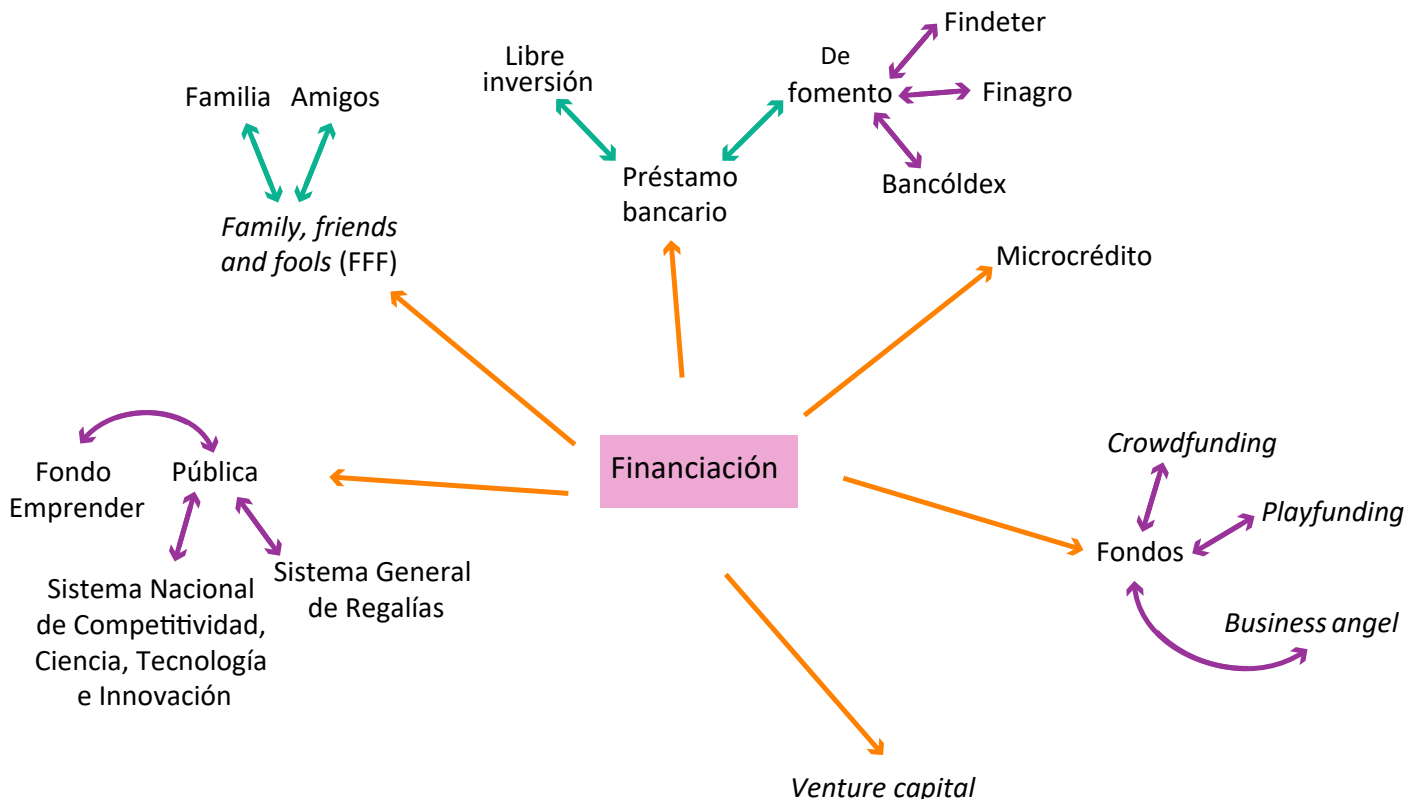 Findeter
Libre
inversión
De
fomento
Finagro
Familia
Amigos
Préstamo
bancario
Bancóldex
Family, friends
and fools (FFF)
Microcrédito
Financiación
Crowdfunding
Fondo
Emprender
Pública
Playfunding
Fondos
Sistema Nacional
de Competitividad,
Ciencia, Tecnología
e Innovación
Sistema General
de Regalías
Business angel
Venture capital